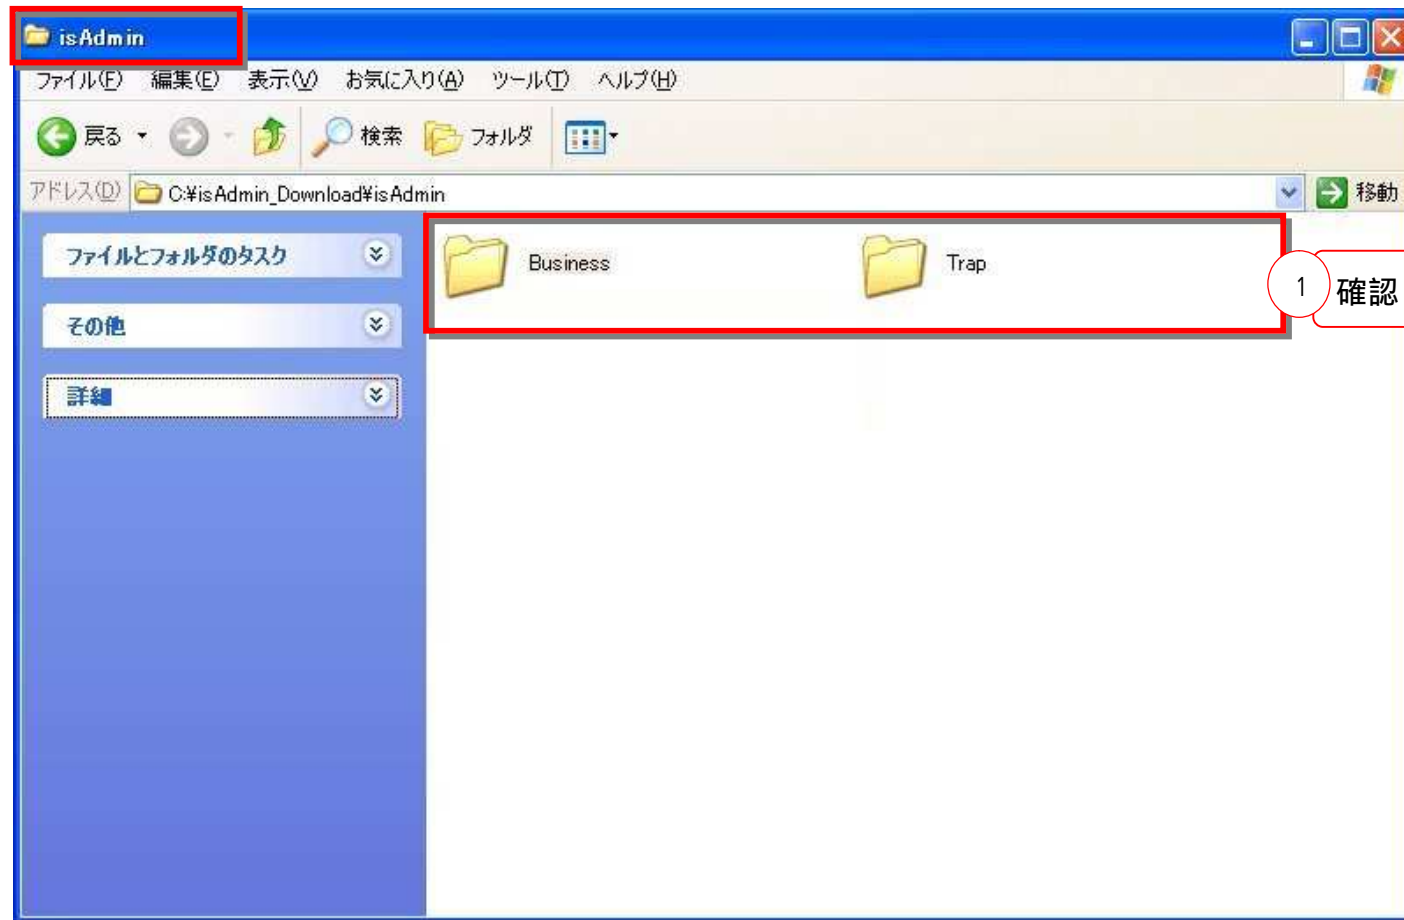 isAdmin
ファイル(F) 編集(E) 表示(V) お気に入り(A) ツール(T) ヘルプ(H)
戻る 検索 フォルダ
アドレス(D) C:¥isAdmin_Download¥isAdmin 移動
ファイルとフォルダのタスク
Business Trap
1 確認
その他
詳細